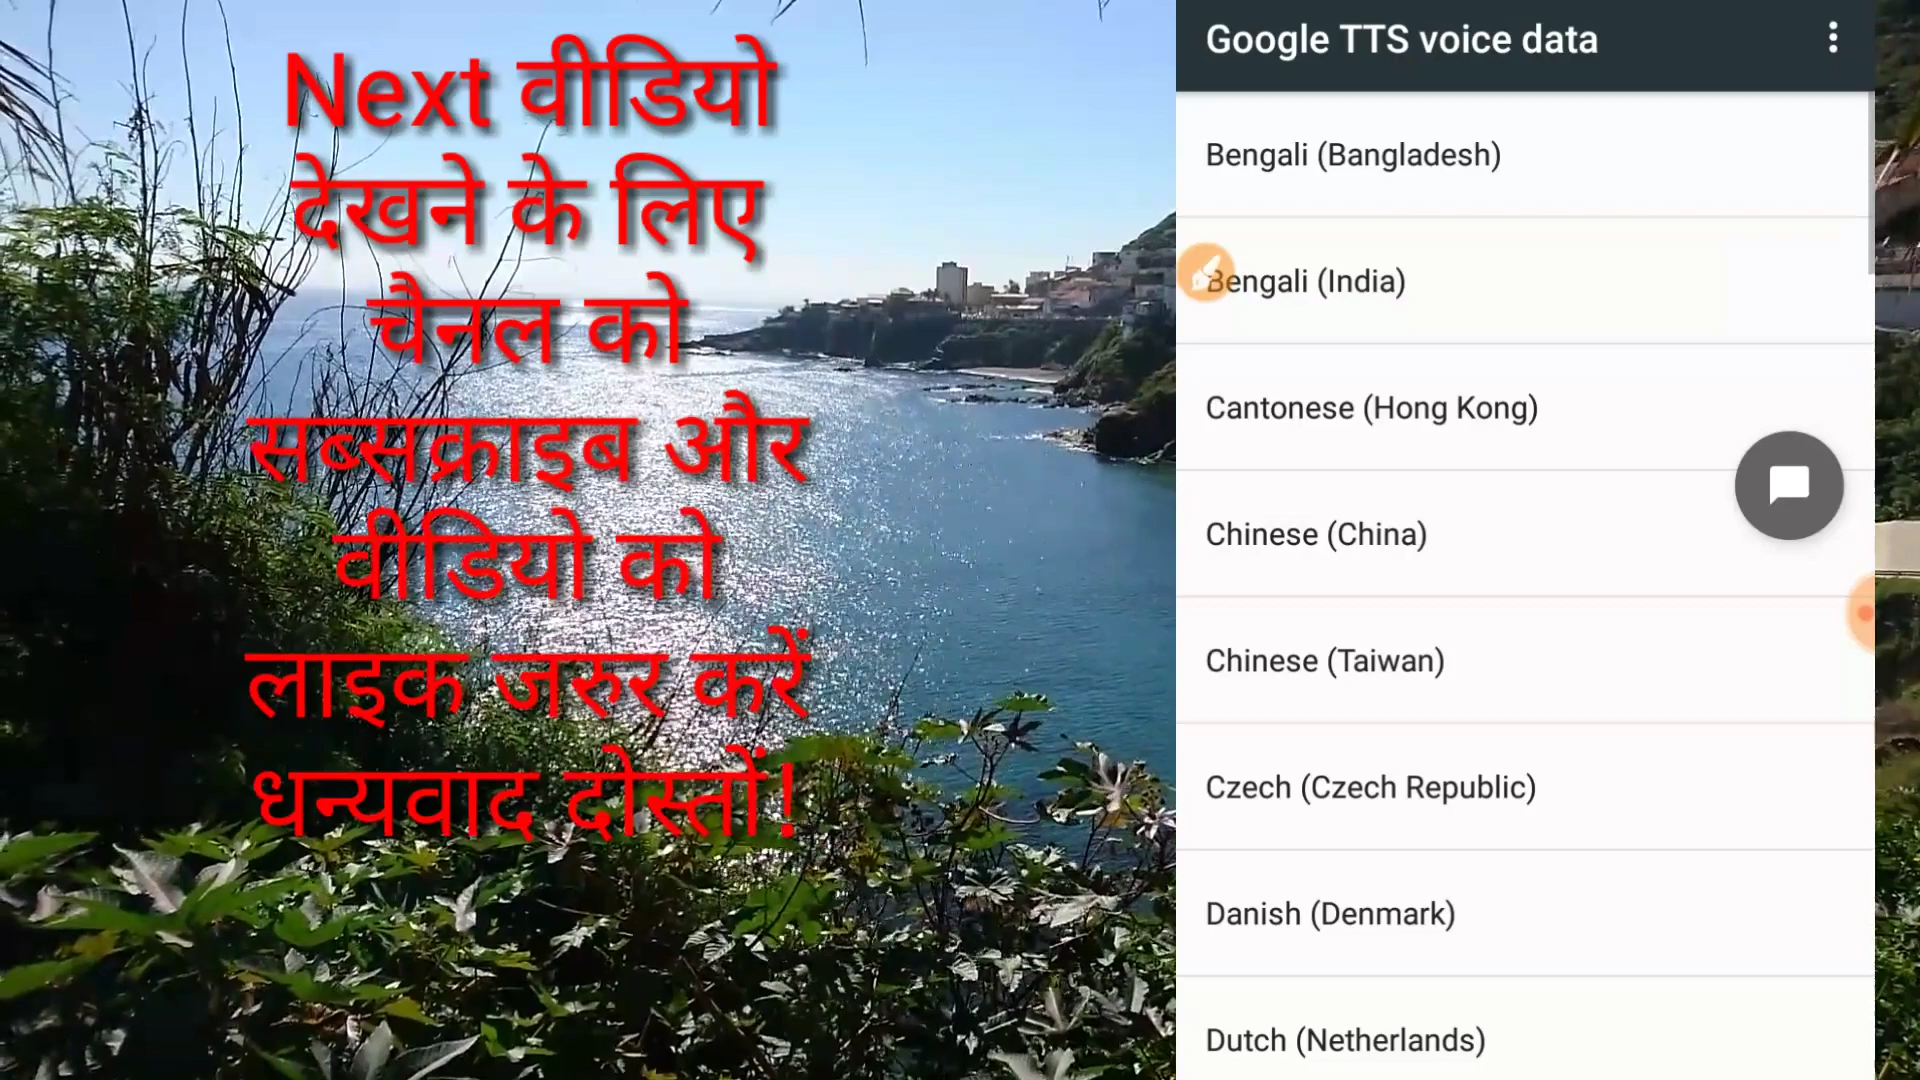 Next वीडियो
देखने के लिए
चैनल को
सब्सक्राइब और
वीडियो को
लाइक जरुर करें
धन्यवाद दोस्तों!
Google TTS voice data
Bengali (Bangladesh)
Bengali (India)
Cantonese (Hong Kong)
Chinese (China)
Chinese (Taiwan)
Czech (Czech Republic)
Danish (Denmark)
Dutch (Netherlands)